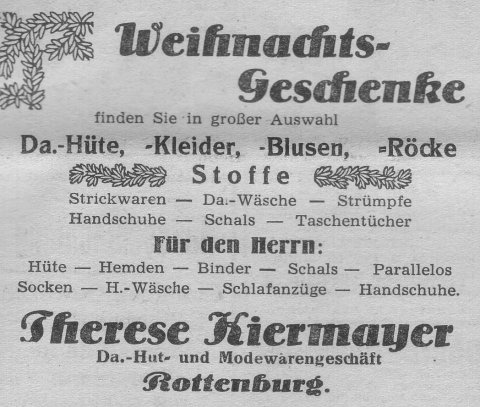 Weihnachts-
Geschenke
finden Sie in großer Auswahl
Da.-Hüte, -Kleider, -Blusen, -Röcke
Stoffe
Strickwaren — Da.-Wäsche — Strümpfe
Handschuhe — Schals — Taschentücher
Für den Herrn:
Hüte — Hemden — Binder — Schals — Parallelos
Socken — H.-Wäsche — Schlafanzüge — Handschuhe.
Therese Kiermayer
Da.-Hut- und Modewarengeschäft
Rottenburg.